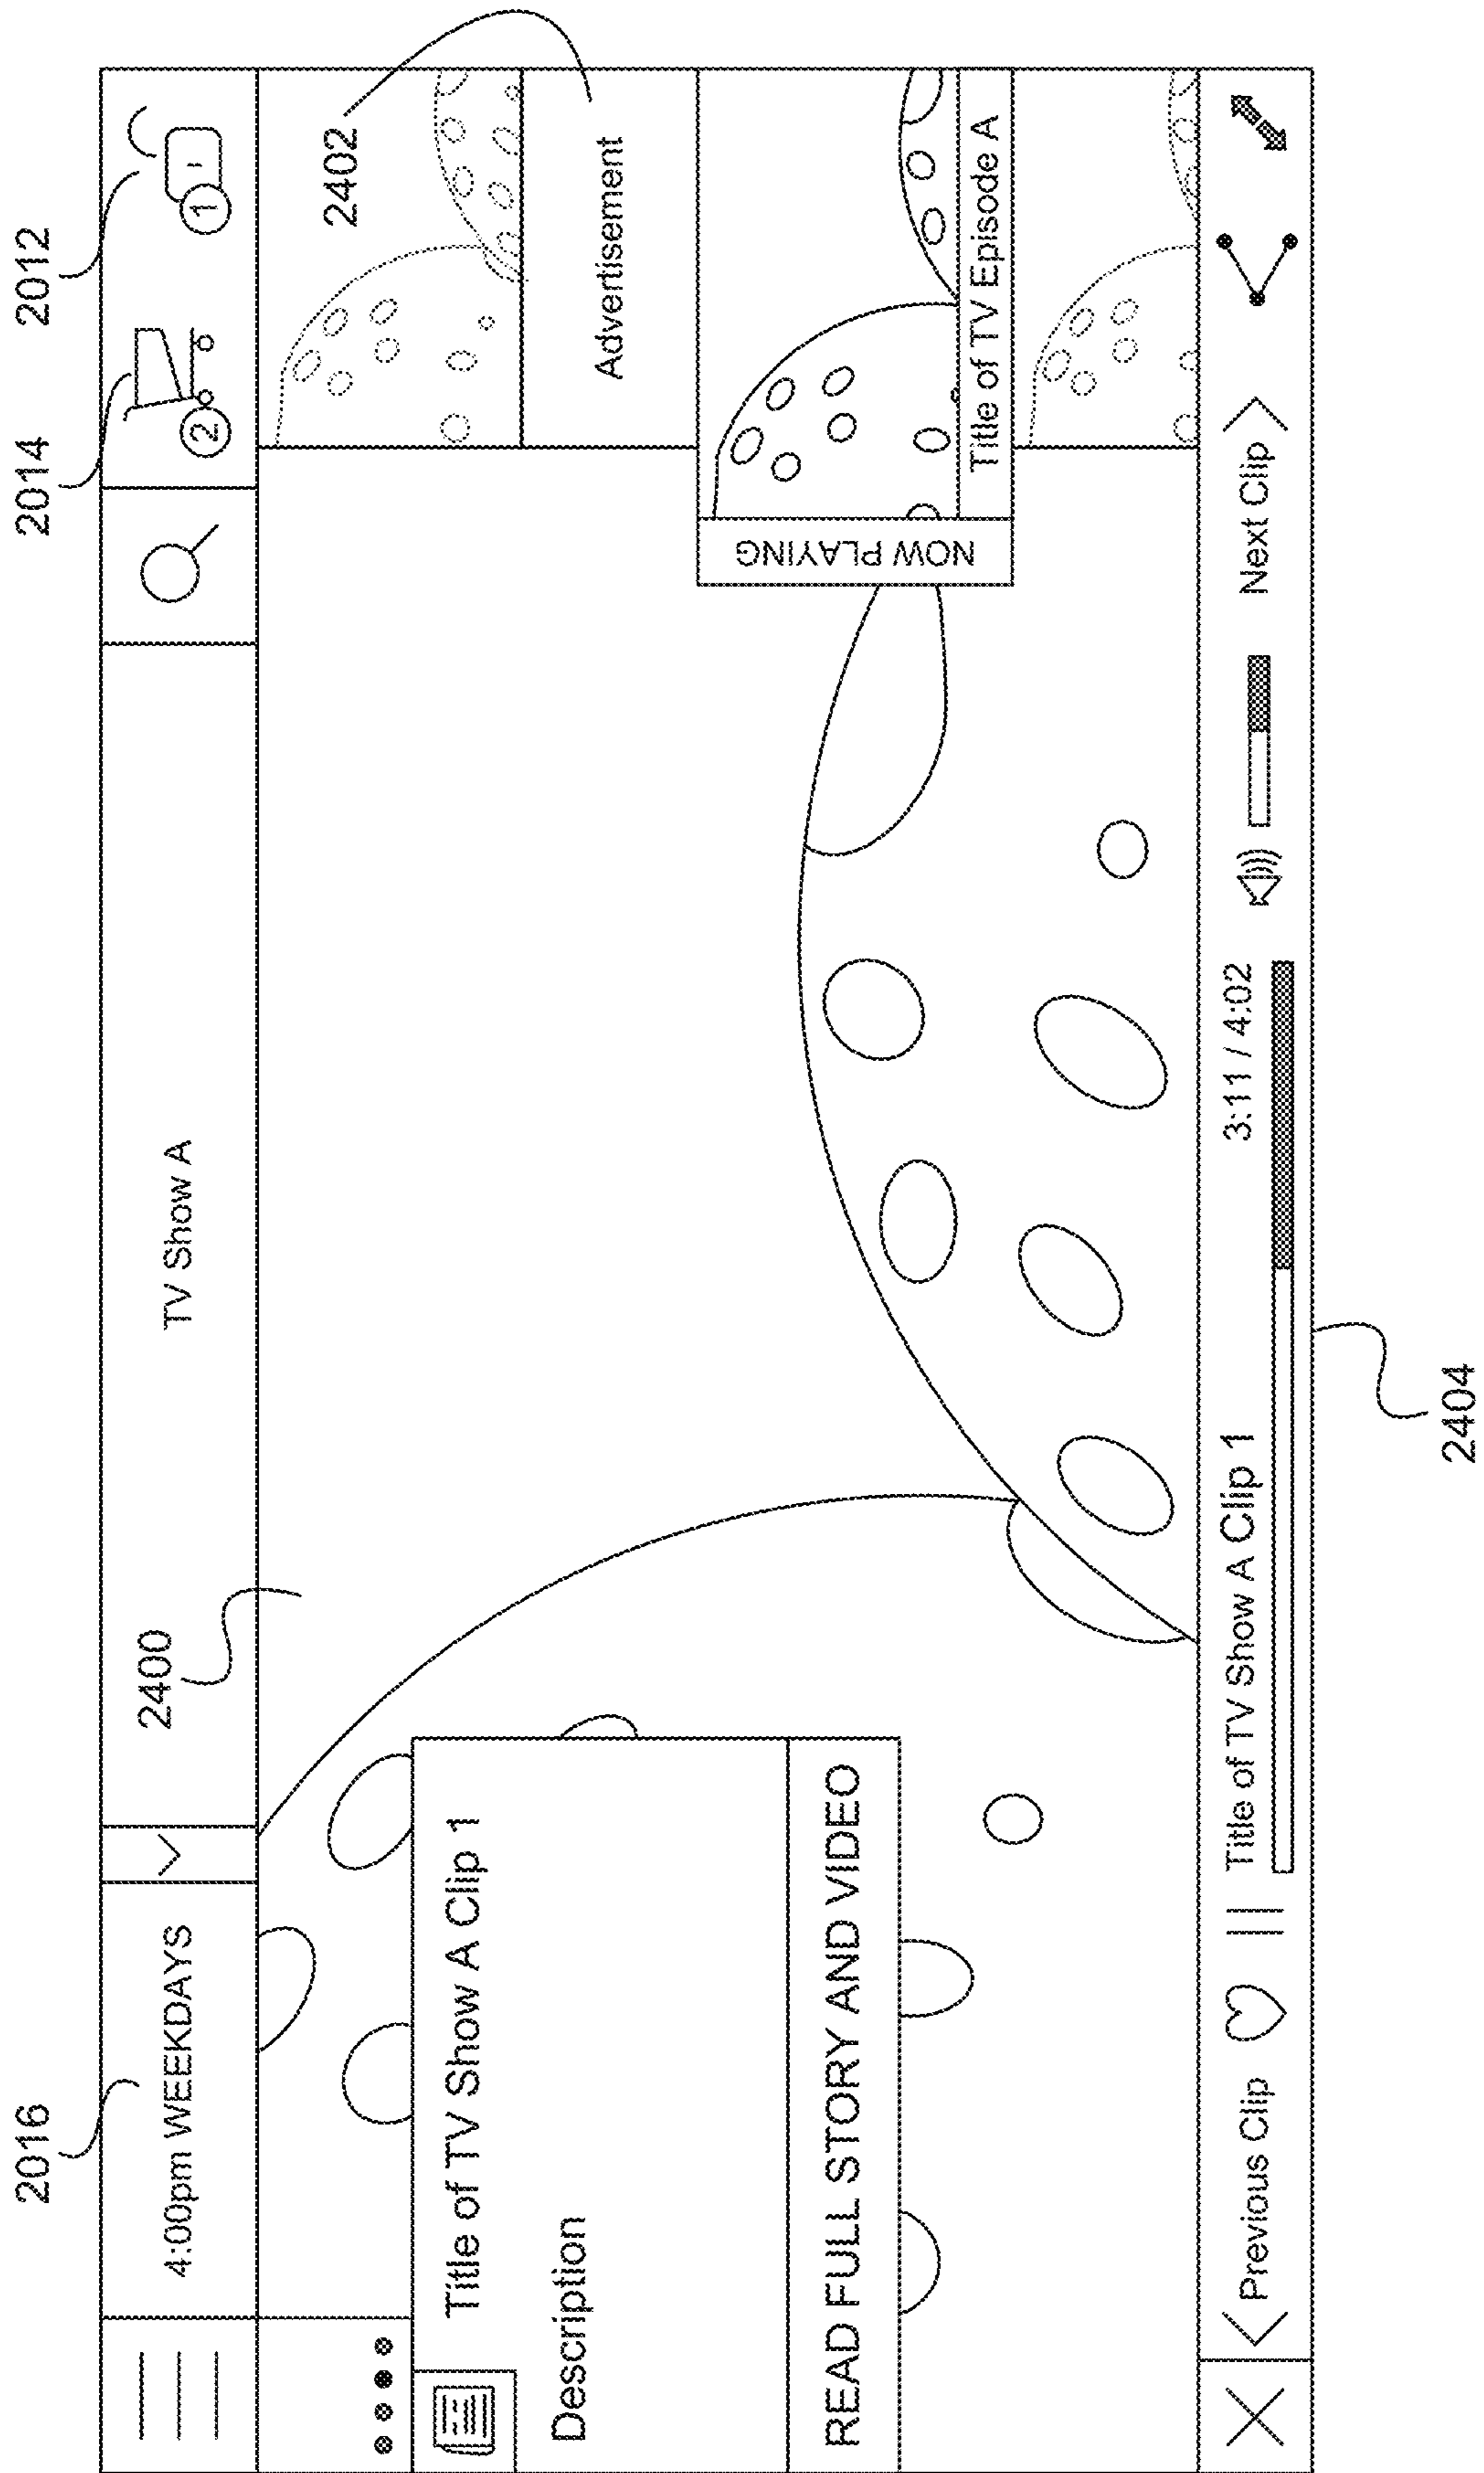 2016
2400
2014
2012
4:00pm WEEKDAYS
TV Show A
2
1
2402
Title of TV Show A Clip 1
Description
READ FULL STORY AND VIDEO
Advertisement
NOW PLAYING
Title of TV Episode A
Previous Clip
Title of TV Show A Clip 1
3:11 / 4:02
Next Clip
2404